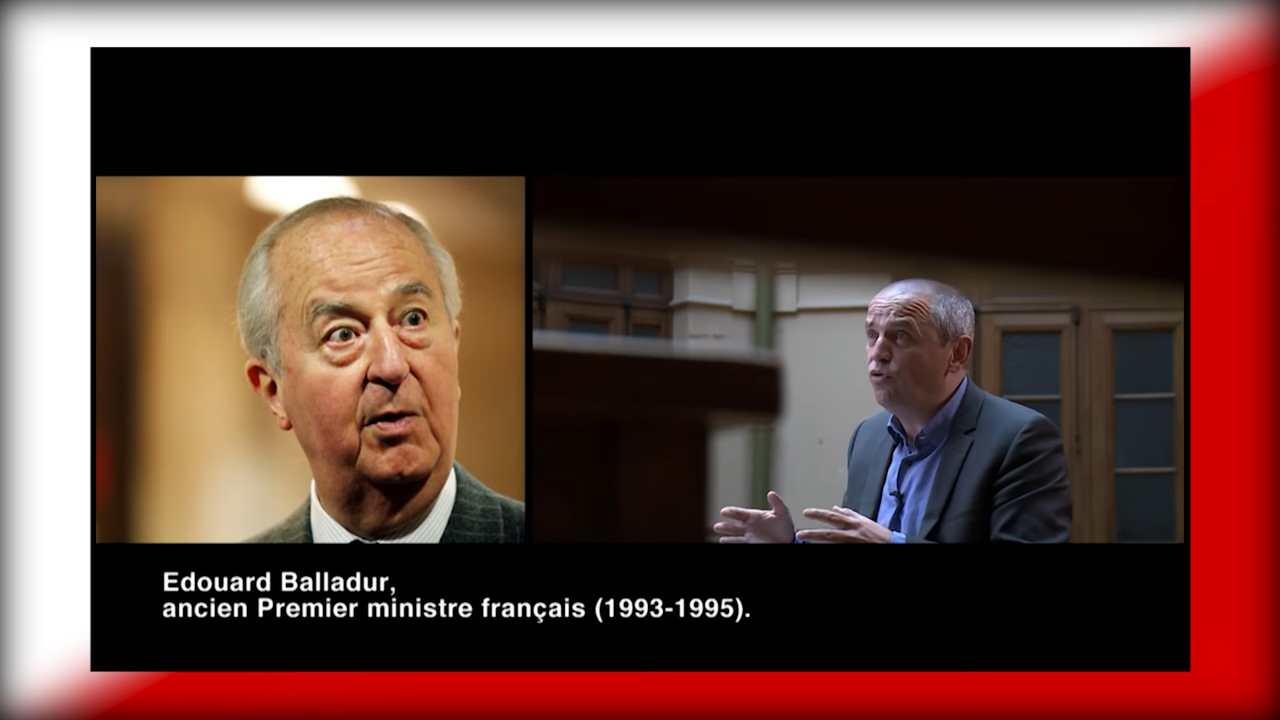 Edouard Balladur,
ancien Premier ministre français (1993-1995).